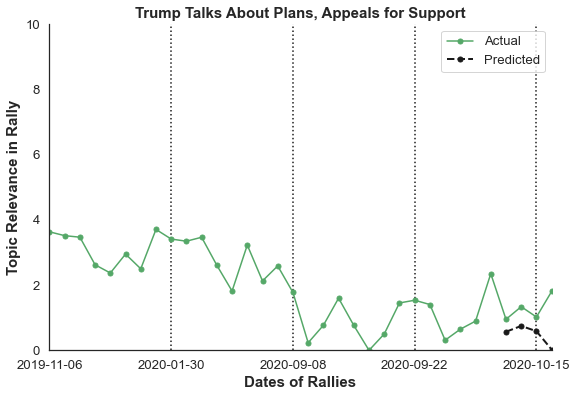 Trump Talks About Plans, Appeals for Support
Actual
Predicted
Topic Relevance in Rally
10
8
6
4
2
0
2019-11-06 2020-01-30 2020-09-08 2020-09-22 2020-10-15
Dates of Rallies